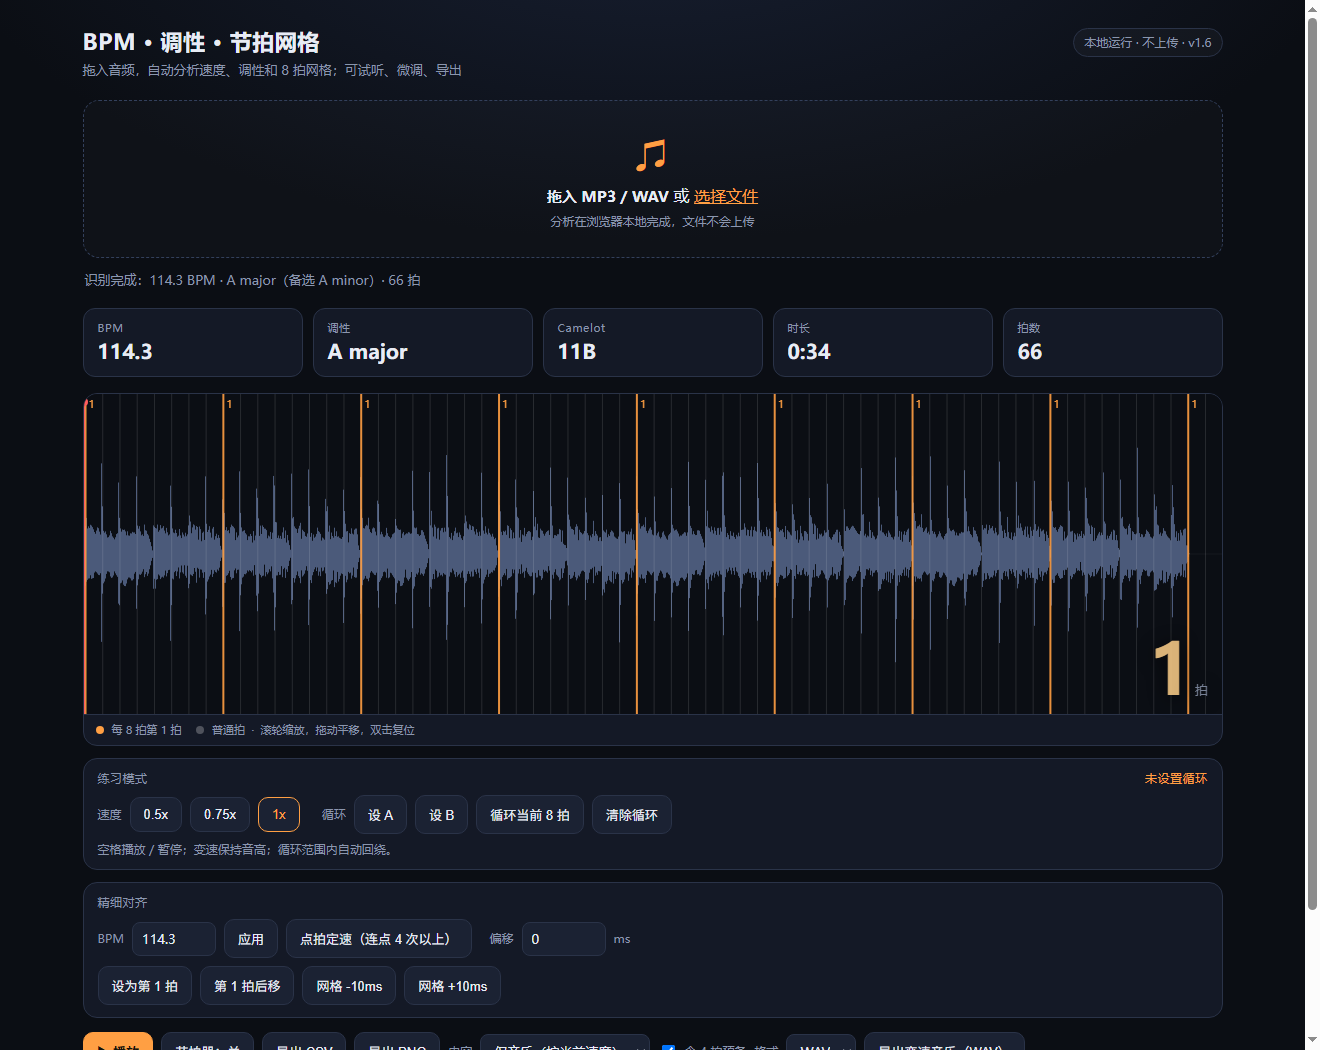 BPM · 调性 · 节拍网格
本地运行 · 不上传 · v1.6
拖入音频，自动分析速度、调性和 8 拍网格；可试听、微调、导出
拖入 MP3 / WAV 或 选择文件
分析在浏览器本地完成，文件不会上传
识别完成：114.3 BPM · A major（备选 A minor）· 66 拍
BPM 调性 Camelot 时长 拍数
114.3 A major 11B 0:34 66
1 1 1 1 1 1 1 1 1
1 拍
每 8 拍第 1 拍 普通拍 · 滚轮缩放，拖动平移，双击复位
练习模式 未设置循环
速度 0.5x 0.75x 1x 循环 设 A 设 B 循环当前 8 拍 清除循环
空格播放 / 暂停；变速保持音高；循环范围内自动回绕。
精细对齐
BPM 114.3 应用 点拍定速（连点 4 次以上） 偏移 0 ms
设为第 1 拍 第 1 拍后移 网格 -10ms 网格 +10ms